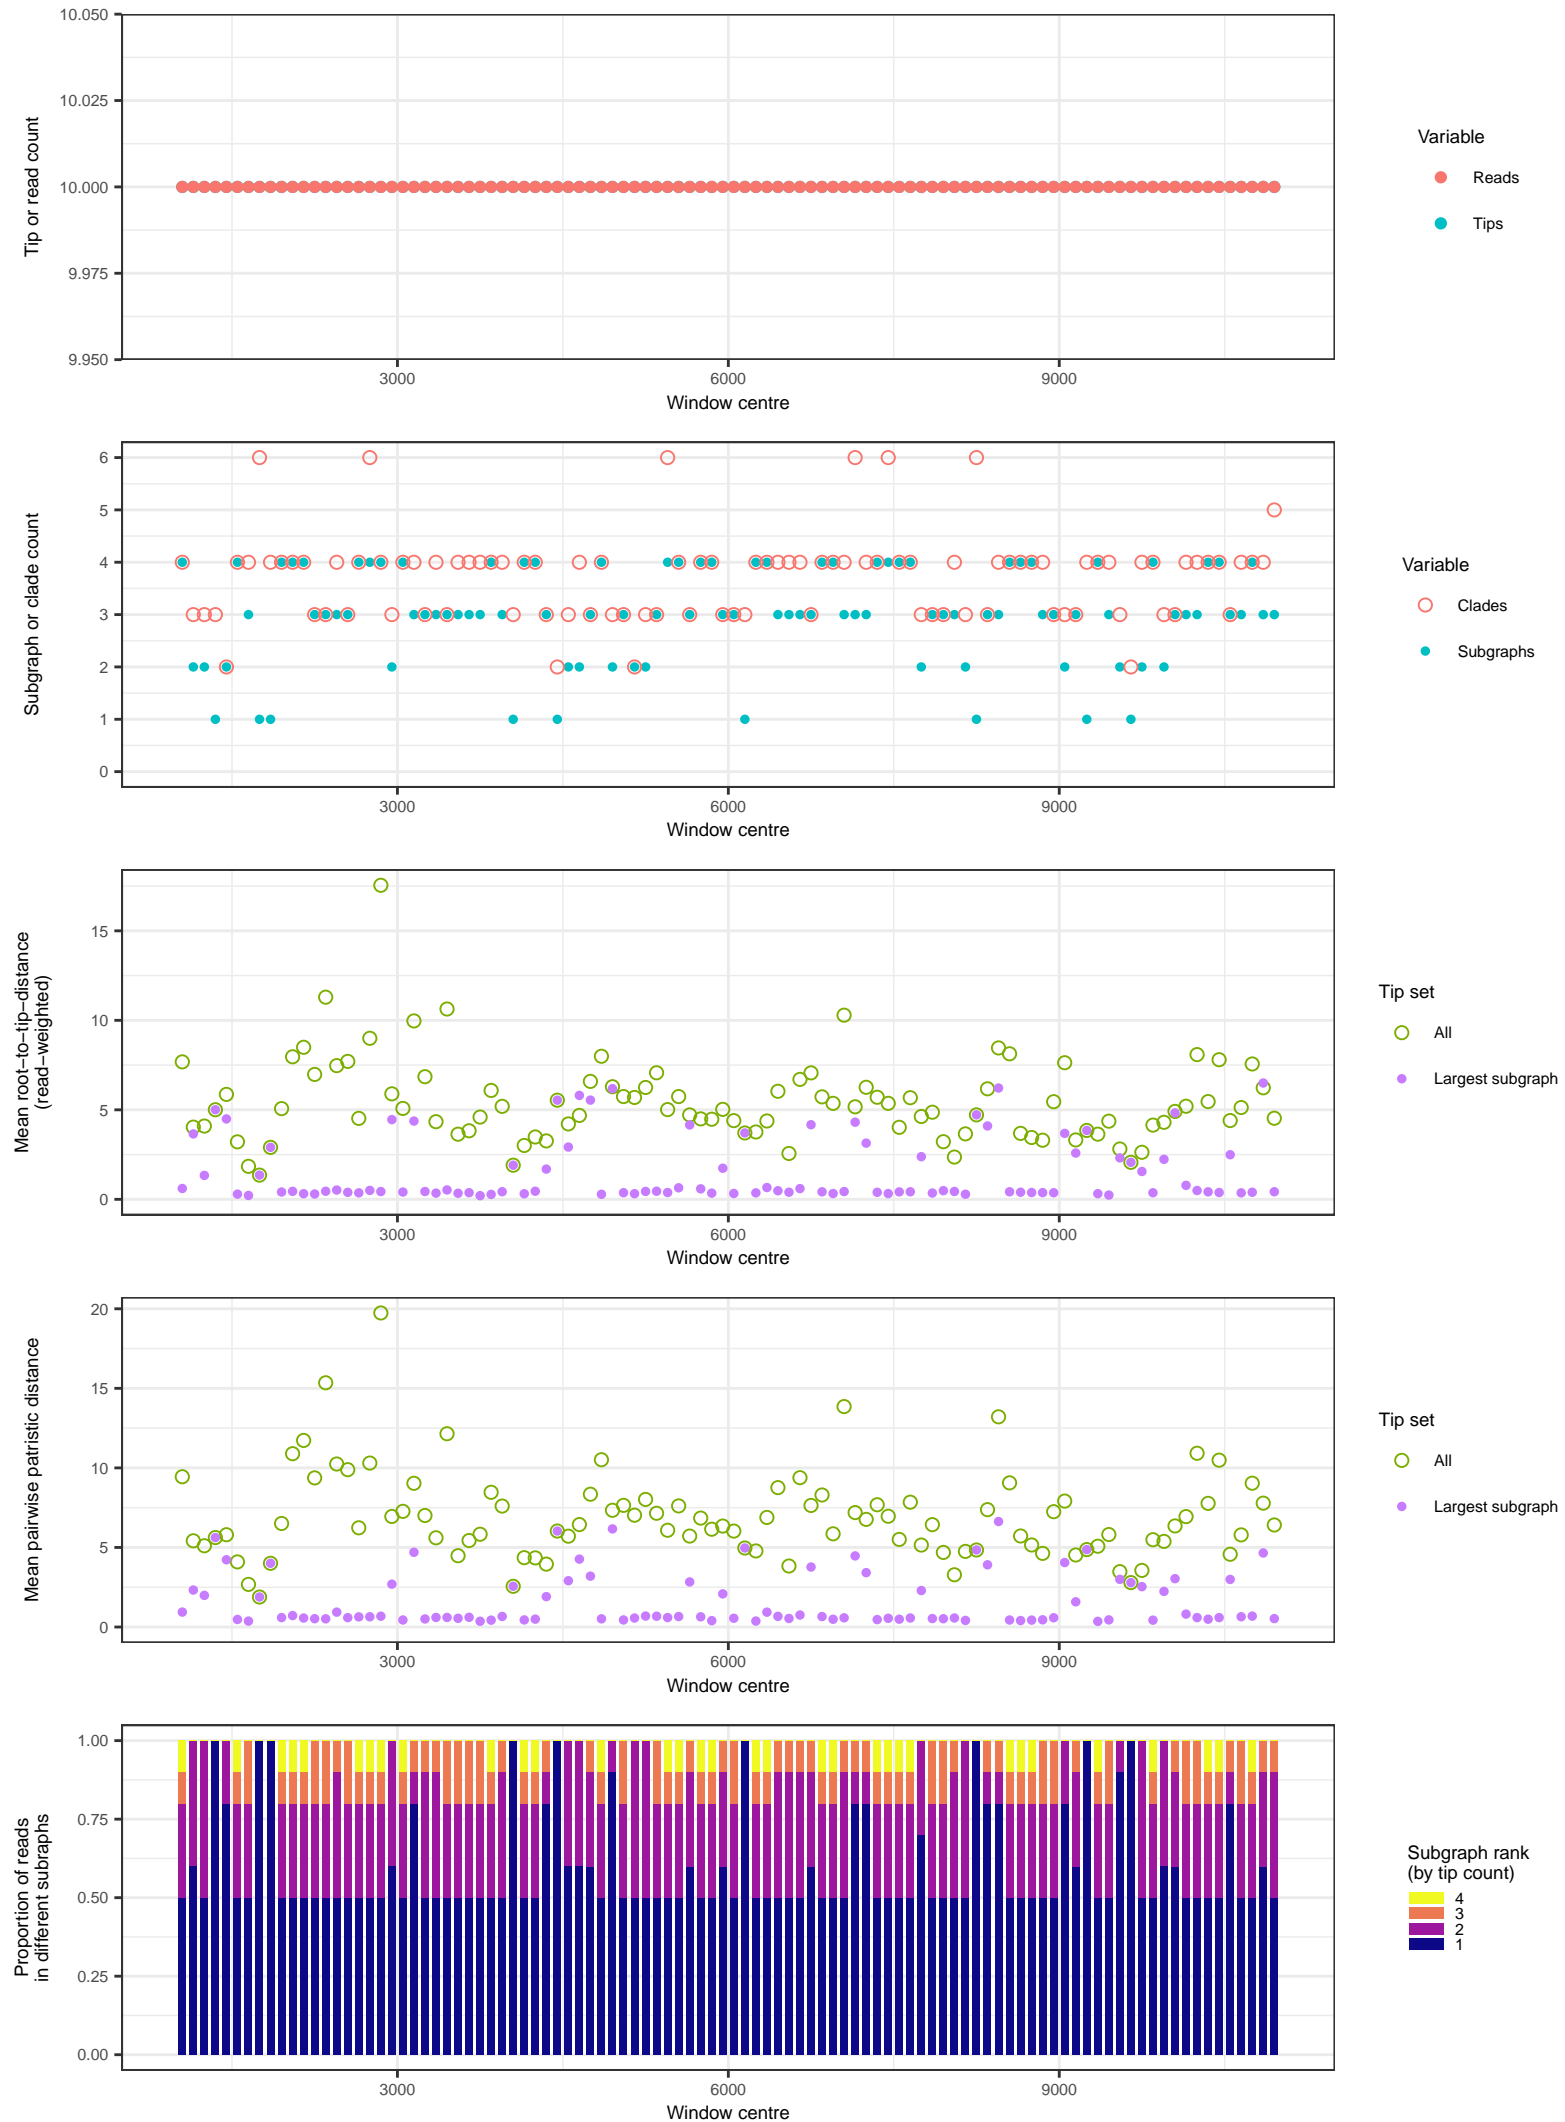 Tip or read count
10.050
10.025
10.000
9.975
9.950
3000 6000 9000
Window centre
Variable
Reads
Tips
Subgraph or clade count
6
5
4
3
2
1
0
3000 6000 9000
Window centre
Variable
Clades
Subgraphs
Mean root−to−tip−distance
(read−weighted)
15
10
5
0
3000 6000 9000
Window centre
Tip set
All
Largest subgraph
Mean pairwise patristic distance
20
15
10
5
0
3000 6000 9000
Window centre
Tip set
All
Largest subgraph
Proportion of reads
in different subraphs
1.00
0.75
0.50
0.25
0.00
3000 6000 9000
Window centre
Subgraph rank
(by tip count)
4
3
2
1